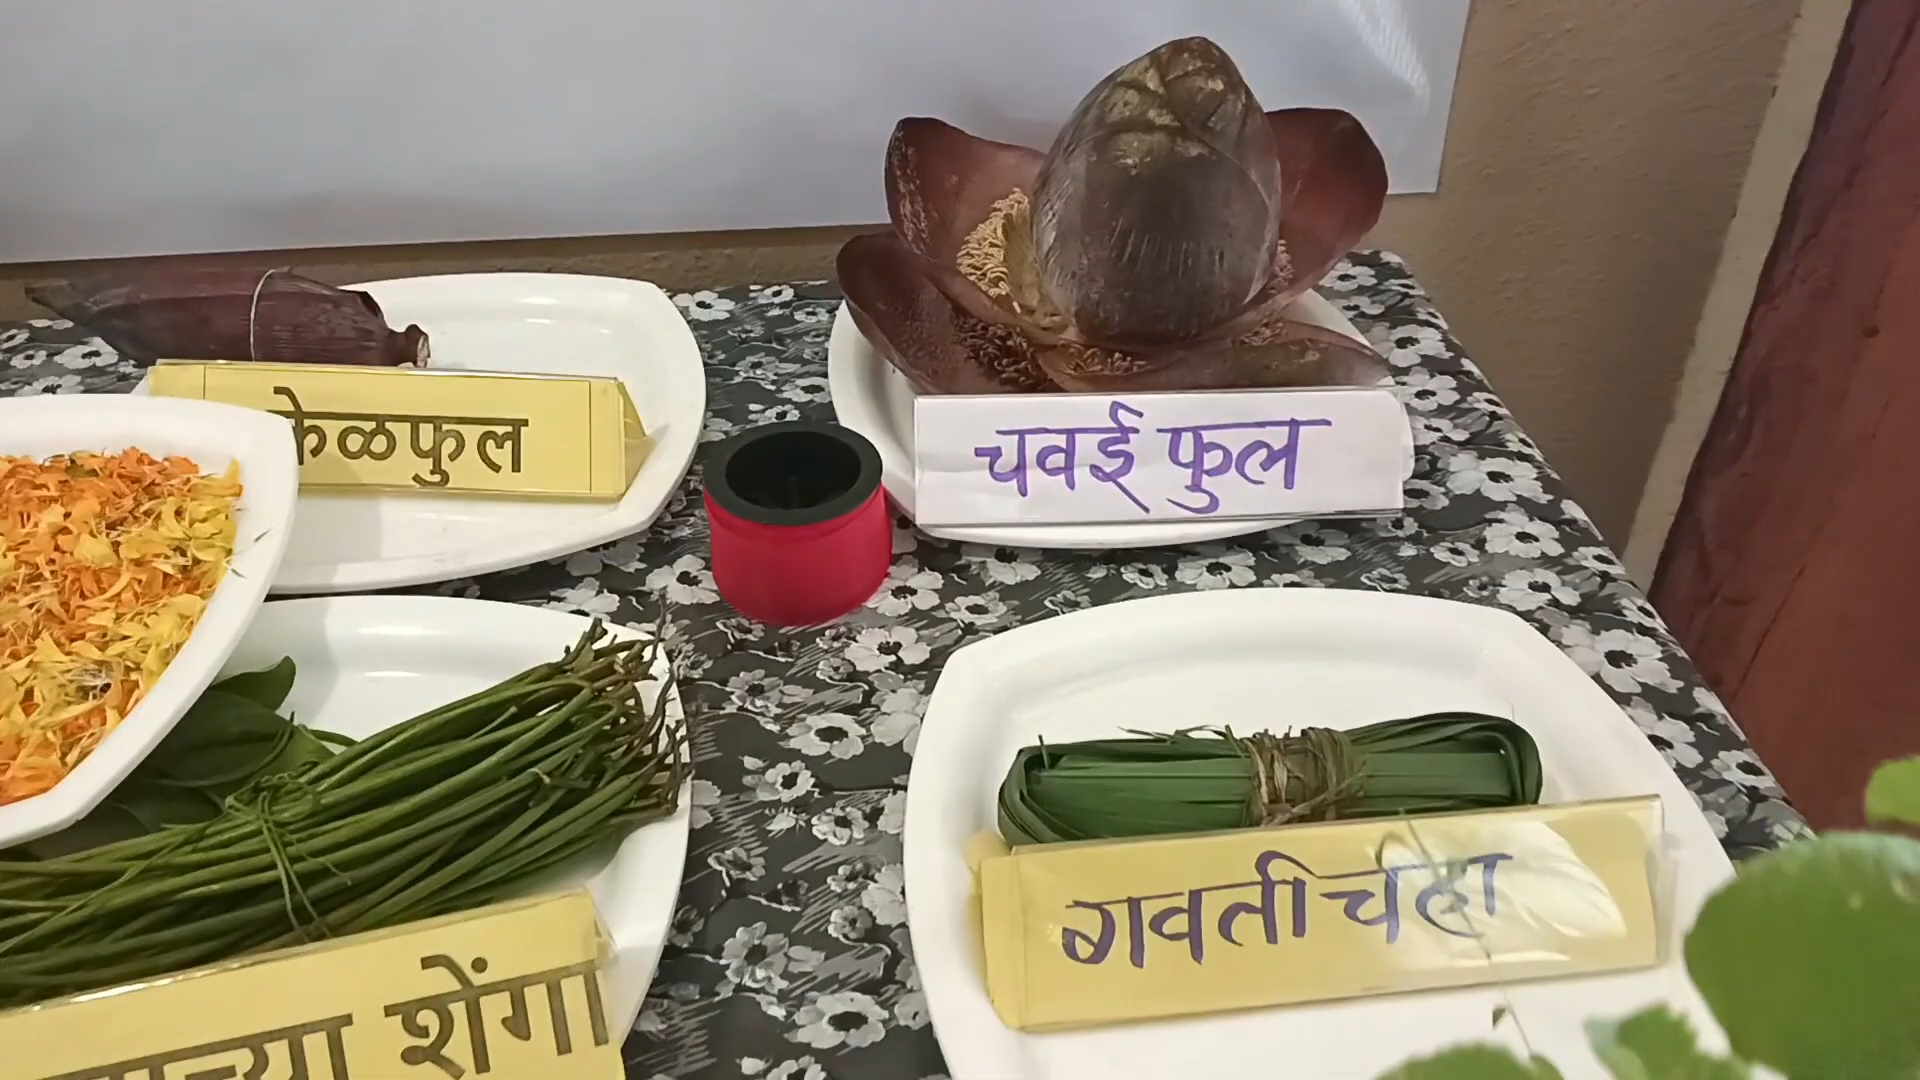 केळफुल
चवई फुल
गवती चहा
शेंगा